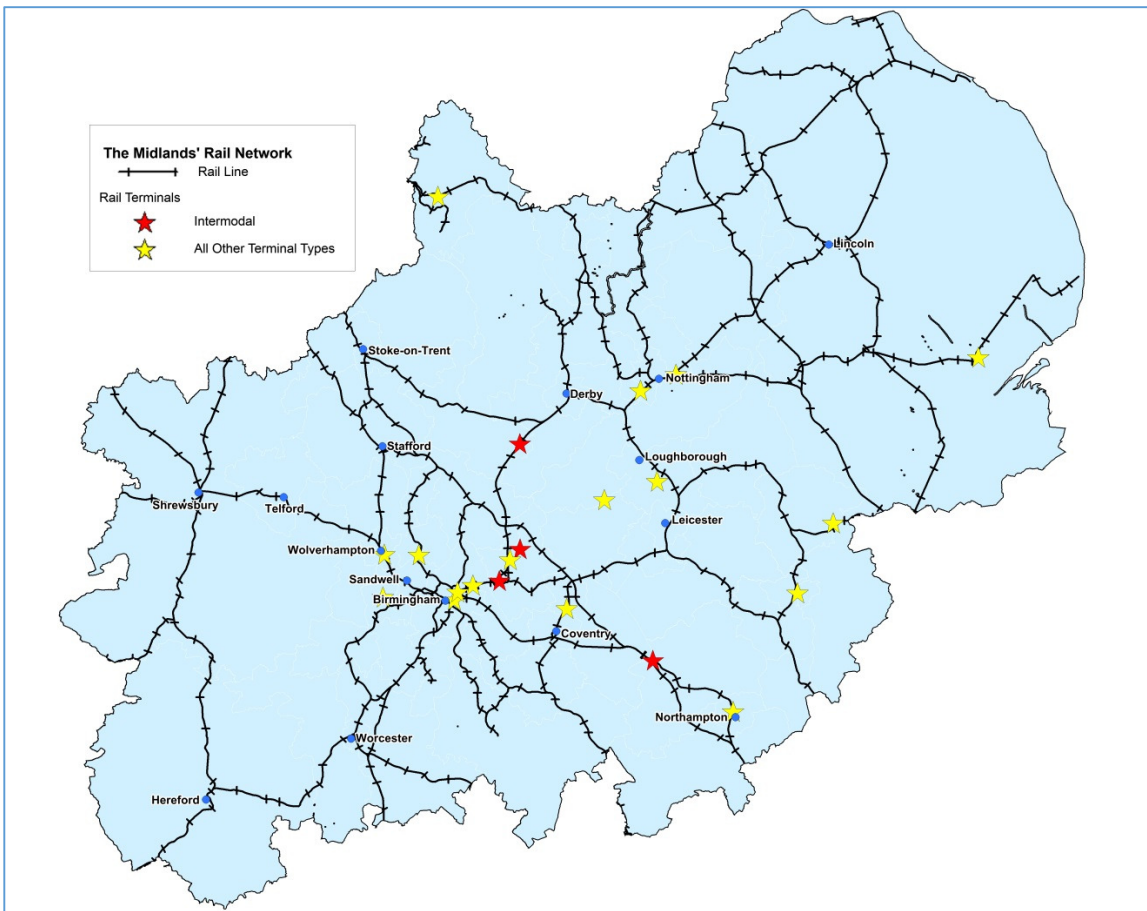 The Midlands' Rail Network
Rail Line
Rail Terminals
Intermodal
All Other Terminal Types
Lincoln
Stoke-on-Trent
Nottingham
Derby
Stafford
Loughborough
Shrewsbury
Telford
Leicester
Wolverhampton
Sandwell
Birmingham
Coventry
Northampton
Worcester
Hereford